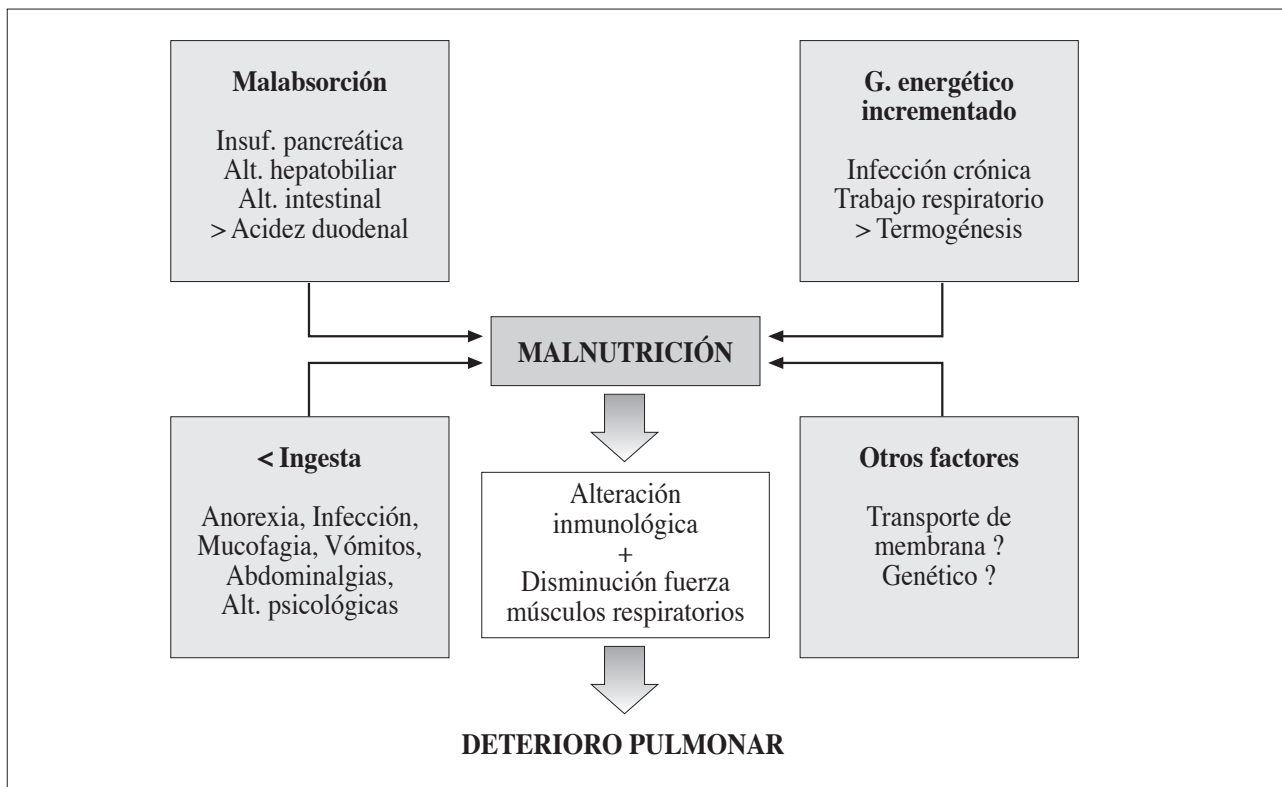 Malabsorción
Insuf. pancreática
Alt. hepatobiliar
Alt. intestinal
> Acidez duodenal
G. energético
incrementado
Infección crónica
Trabajo respiratorio
> Termogénesis
MALNUTRICIÓN
< Ingesta
Anorexia, Infección,
Mucofagia, Vómitos,
Abdominalgias,
Alt. psicológicas
Alteración
inmunológica
+
Disminución fuerza
músculos respiratorios
Otros factores
Transporte de
membrana ?
Genético ?
DETERIORO PULMONAR